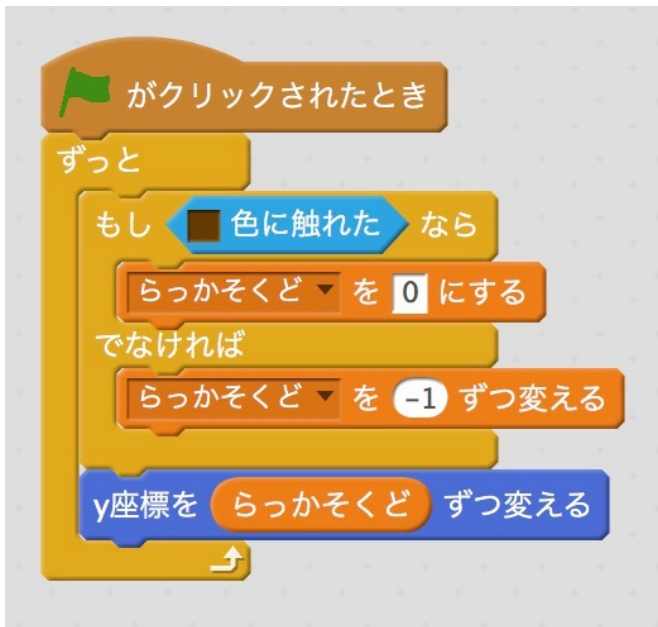 がクリックされたとき
ずっと
もし 色に触れた なら
らっかそくど を 0 にする
でなければ
らっかそくど を -1 ずつ変える
y座標を らっかそくど ずつ変える